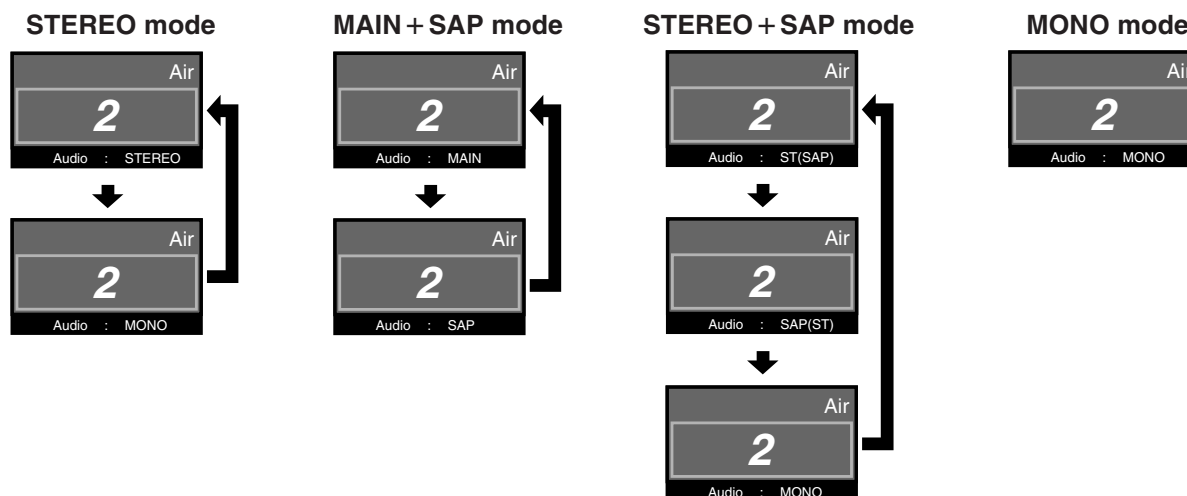 STEREO mode
Air
2
Audio : STEREO
Air
2
Audio : MONO
MAIN+SAP mode
Air
2
Audio : MAIN
Air
2
Audio : SAP
STEREO+SAP mode
Air
2
Audio : ST(SAP)
Air
2
Audio : SAP(ST)
Air
2
Audio : MONO
MONO mode
Air
2
Audio : MONO